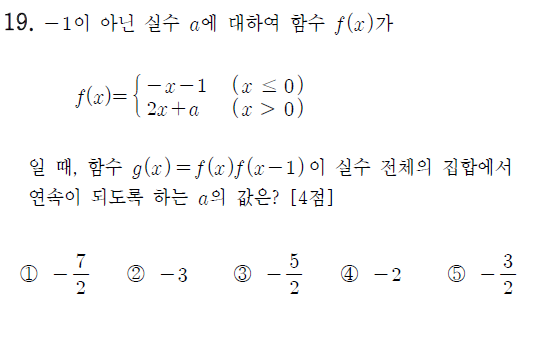 19. -1이 아닌 실수 a에 대하여 함수 f(x)가
f(x)= { -x-1 (x ≤ 0)
2x+a (x > 0)
일 때, 함수 g(x)=f(x)f(x-1)이 실수 전체의 집합에서
연속이 되도록 하는 a의 값은? [4점]
① -7/2 ② -3 ③ -5/2 ④ -2 ⑤ -3/2